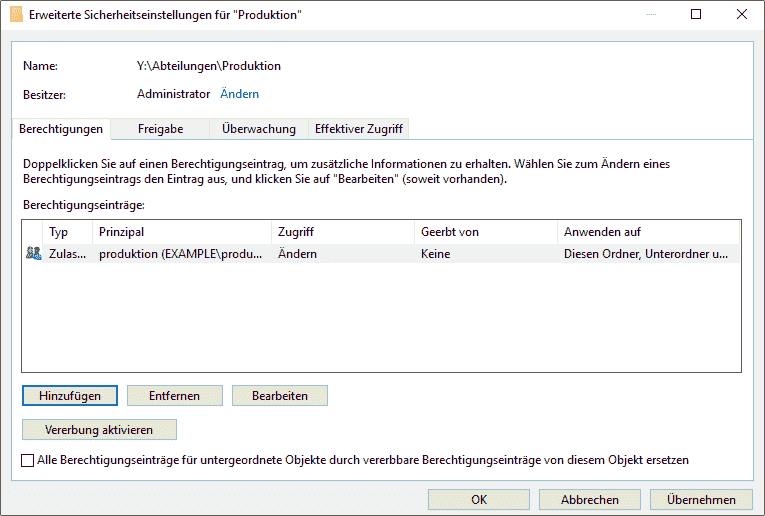 Erweiterte Sicherheitseinstellungen für "Produktion"
Name: Y:\Abteilungen\Produktion
Besitzer: Administrator Ändern
Berechtigungen Freigabe Überwachung Effektiver Zugriff
Doppelklicken Sie auf einen Berechtigungseintrag, um zusätzliche Informationen zu erhalten. Wählen Sie zum Ändern eines
Berechtigungseintrags den Eintrag aus, und klicken Sie auf "Bearbeiten" (soweit vorhanden).
Berechtigungseinträge:
Typ Prinzipal Zugriff Geerbt von Anwenden auf
Zulas... produktion (EXAMPLE\produ... Ändern Keine Diesen Ordner, Unterordner u...
Hinzufügen Entfernen Bearbeiten
Vererbung aktivieren
Alle Berechtigungseinträge für untergeordnete Objekte durch vererbbare Berechtigungseinträge von diesem Objekt ersetzen
OK Abbrechen Übernehmen